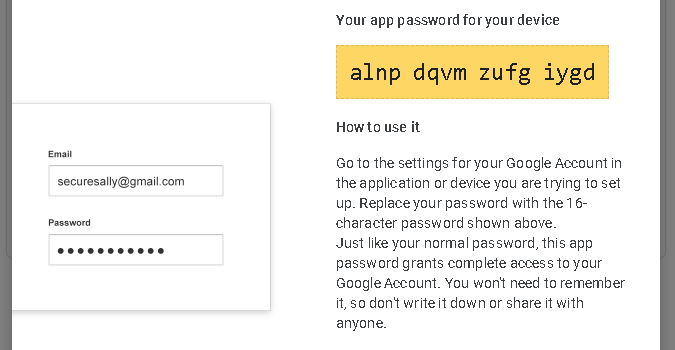 Your app password for your device
alnp dqvm zufg iygd
How to use it
Email
securesally@gmail.com
Password
●●●●●●●●●●●
Go to the settings for your Google Account in
the application or device you are trying to set
up. Replace your password with the 16-
character password shown above.
Just like your normal password, this app
password grants complete access to your
Google Account. You won't need to remember
it, so don't write it down or share it with
anyone.